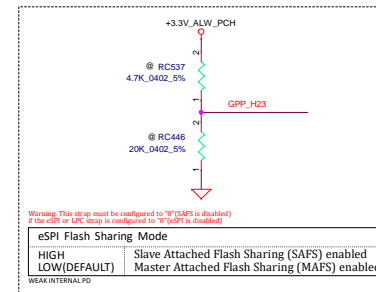 +3.3V_ALW_PCH
2
@ RC537
4.7K_0402_5%
1
GPP_H23
2
@ RC446
20K_0402_5%
1
Warning: This strap must be configured to "0"(SAFS is disabled)
if the eSPI or LPC strap is configured to "0"(eSPI is disabled)
eSPI Flash Sharing Mode
HIGH Slave Attached Flash Sharing (SAFS) enabled
LOW(DEFAULT) Master Attached Flash Sharing (MAFS) enabled
WEAK INTERNAL PD